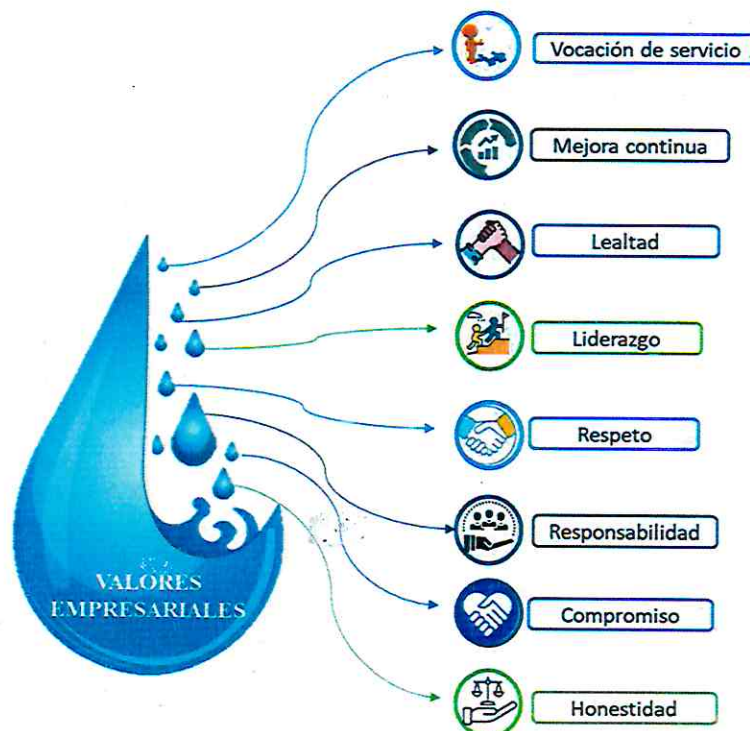 Vocación de servicio
Mejora continua
Lealtad
Liderazgo
Respeto
Responsabilidad
Compromiso
Honestidad
VALORES
EMPRESARIALES